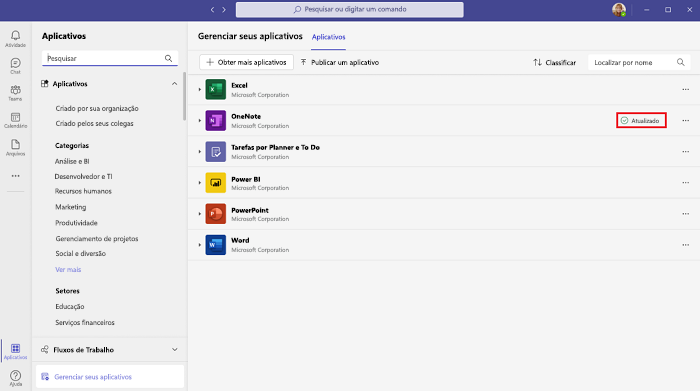 Pesquisar ou digitar um comando
Atividade
Chat
Teams
Calendário
Arquivos
Aplicativos
Ajuda
Aplicativos
Pesquisar
Aplicativos
Criado por sua organização
Criado pelos seus colegas
Categorias
Análise e BI
Desenvolvedor e TI
Recursos humanos
Marketing
Produtividade
Gerenciamento de projetos
Social e diversão
Ver mais
Setores
Educação
Serviços financeiros
Fluxos de Trabalho
Gerenciar seus aplicativos
Gerenciar seus aplicativos Aplicativos
Obter mais aplicativos Publicar um aplicativo Classificar Localizar por nome
Excel
Microsoft Corporation
OneNote
Microsoft Corporation
Atualizado
Tarefas por Planner e To Do
Microsoft Corporation
Power BI
Microsoft Corporation
PowerPoint
Microsoft Corporation
Word
Microsoft Corporation